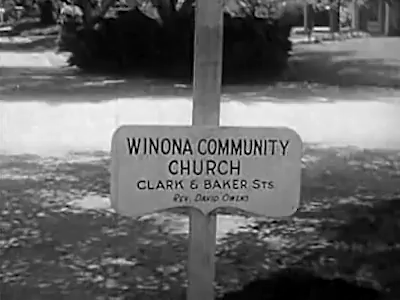 WINONA COMMUNITY
CHURCH
CLARK & BAKER STS.
REV. DAVID OWENS